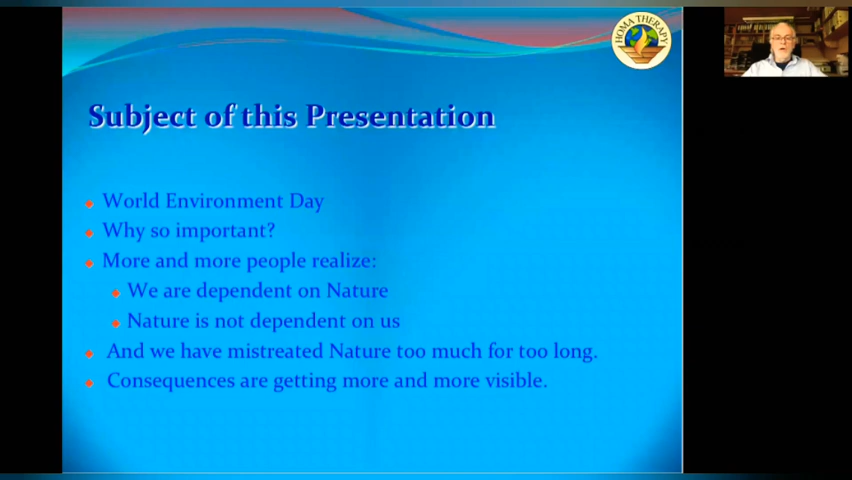 HOMA THERAPY
Subject of this Presentation
World Environment Day
Why so important?
More and more people realize:
We are dependent on Nature
Nature is not dependent on us
And we have mistreated Nature too much for too long.
Consequences are getting more and more visible.